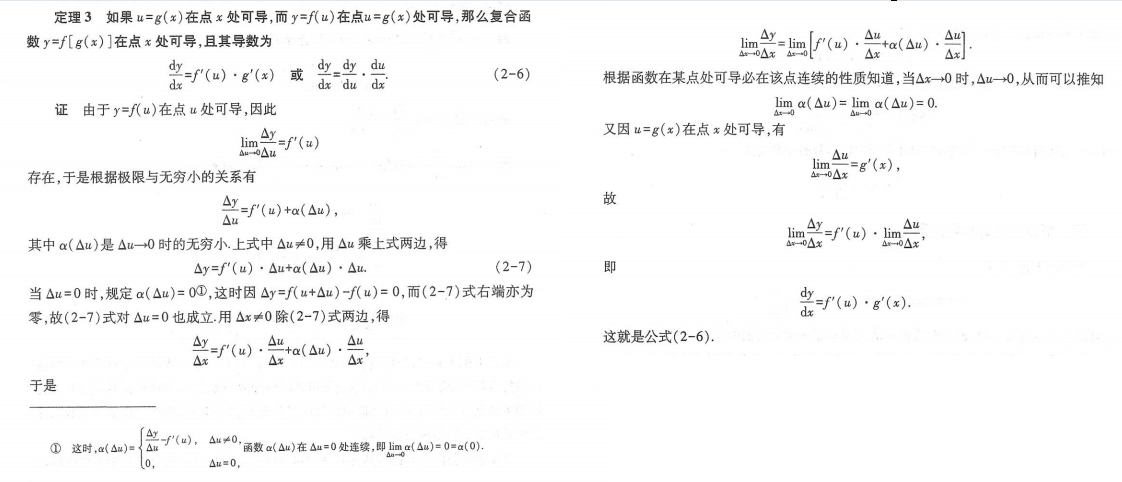 定理 3 如果 u=g(x)在点 x 处可导,而 y=f(u)在点u=g(x)处可导,那么复合函
数 y=f[g(x)]在点 x 处可导,且其导数为
dy/dx=f′(u)·g′(x) 或 dy/dx=dy/du·du/dx. (2-6)
证 由于 y=f(u)在点 u 处可导,因此
lim_{Δu→0} Δy/Δu=f′(u)
存在,于是根据极限与无穷小的关系有
Δy/Δu=f′(u)+α(Δu),
其中 α(Δu)是 Δu→0 时的无穷小.上式中 Δu≠0,用 Δu 乘上式两边,得
Δy=f′(u)·Δu+α(Δu)·Δu. (2-7)
当 Δu=0 时,规定 α(Δu)=0①,这时因 Δy=f(u+Δu)-f(u)=0,而(2-7)式右端亦为
零,故(2-7)式对 Δu=0 也成立.用 Δx≠0 除(2-7)式两边,得
Δy/Δx=f′(u)·Δu/Δx+α(Δu)·Δu/Δx,
于是
① 这时,α(Δu)={Δy/Δu-f′(u), Δu≠0, 0, Δu=0, 函数 α(Δu)在 Δu=0 处连续,即 lim_{Δu→0} α(Δu)=0=α(0).
lim_{Δx→0} Δy/Δx=lim_{Δx→0}[f′(u)·Δu/Δx+α(Δu)·Δu/Δx].
根据函数在某点处可导必在该点连续的性质知道,当Δx→0 时,Δu→0,从而可以推知
lim_{Δx→0} α(Δu)=lim_{Δu→0} α(Δu)=0.
又因 u=g(x)在点 x 处可导,有
lim_{Δx→0} Δu/Δx=g′(x),
故
lim_{Δx→0} Δy/Δx=f′(u)·lim_{Δx→0} Δu/Δx,
即
dy/dx=f′(u)·g′(x).
这就是公式(2-6).